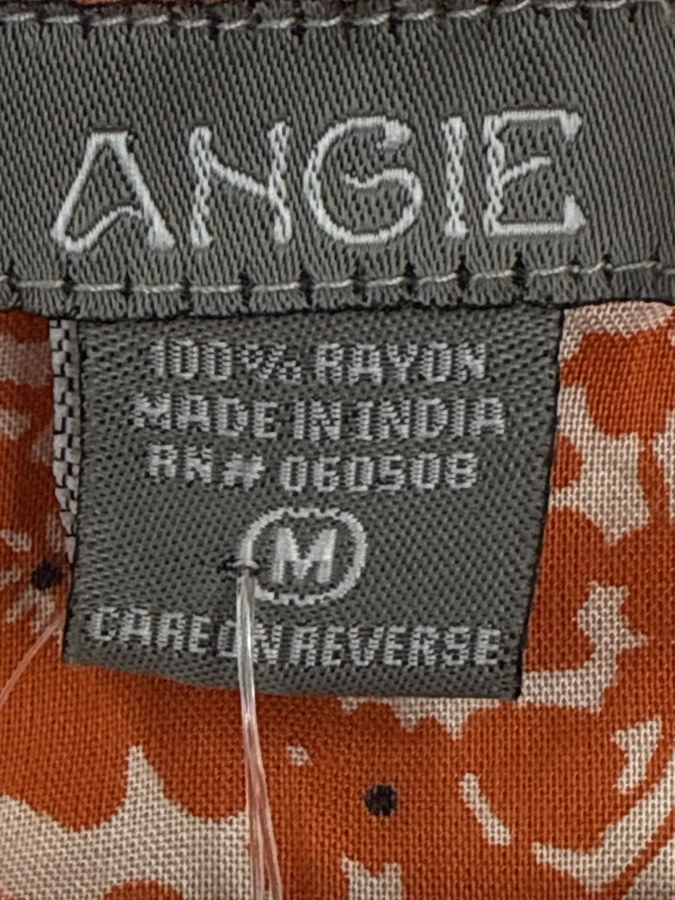 ANGIE
100% RAYON
MADE IN INDIA
RN# 060508
M
CARE ON REVERSE